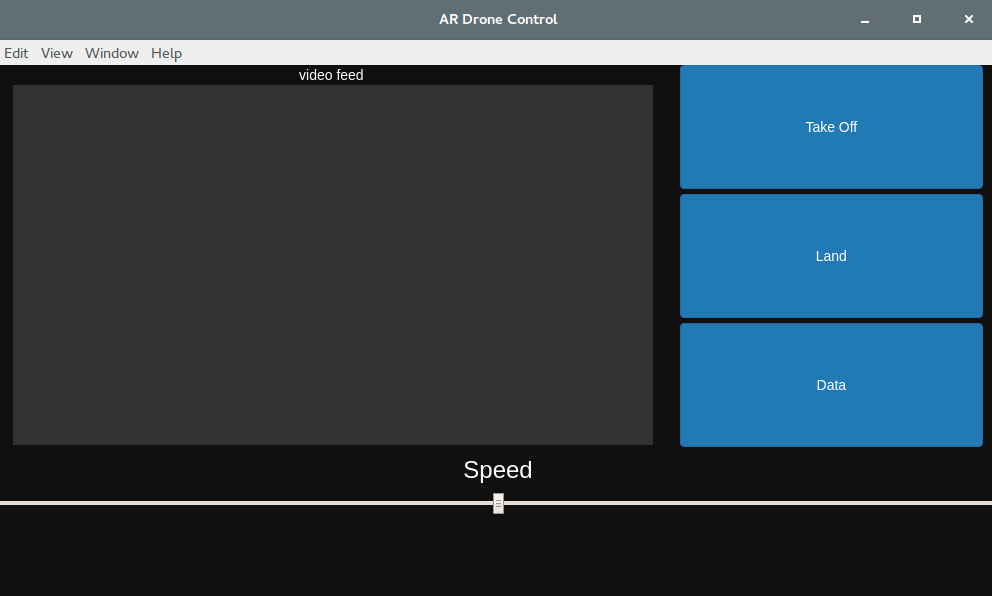 AR Drone Control
Edit View Window Help
video feed
Take Off
Land
Data
Speed